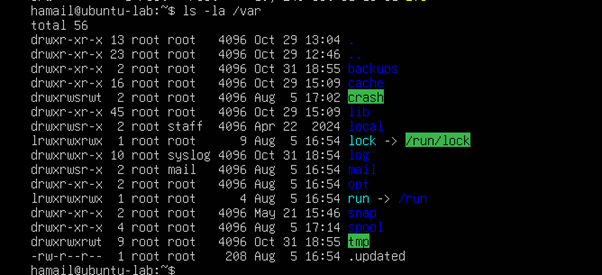 hamail@ubuntu-lab:~$ ls -la /var
total 56
drwxr-xr-x 13 root root 4096 Oct 29 13:04 .
drwxr-xr-x 23 root root 4096 Oct 29 12:46 ..
drwxr-xr-x 2 root root 4096 Oct 31 18:55 backups
drwxr-xr-x 16 root root 4096 Oct 29 15:09 cache
drwxrwsrwt 2 root root 4096 Aug 5 17:02 crash
drwxr-xr-x 45 root root 4096 Oct 29 15:09 lib
drwxrwsr-x 2 root staff 4096 Apr 22 2024 local
lrwxrwxrwx 1 root root 9 Aug 5 16:54 lock -> /run/lock
drwxrwxr-x 10 root syslog 4096 Oct 31 18:54 log
drwxrwsr-x 2 root mail 4096 Aug 5 16:54 mail
drwxr-xr-x 2 root root 4096 Aug 5 16:54 opt
lrwxrwxrwx 1 root root 4 Aug 5 16:54 run -> /run
drwxr-xr-x 2 root root 4096 May 21 15:46 snap
drwxr-xr-x 4 root root 4096 Aug 5 17:14 spool
drwxrwxrwt 9 root root 4096 Oct 31 18:55 tmp
-rw-r--r-- 1 root root 208 Aug 5 16:54 .updated
hamail@ubuntu-lab:~$